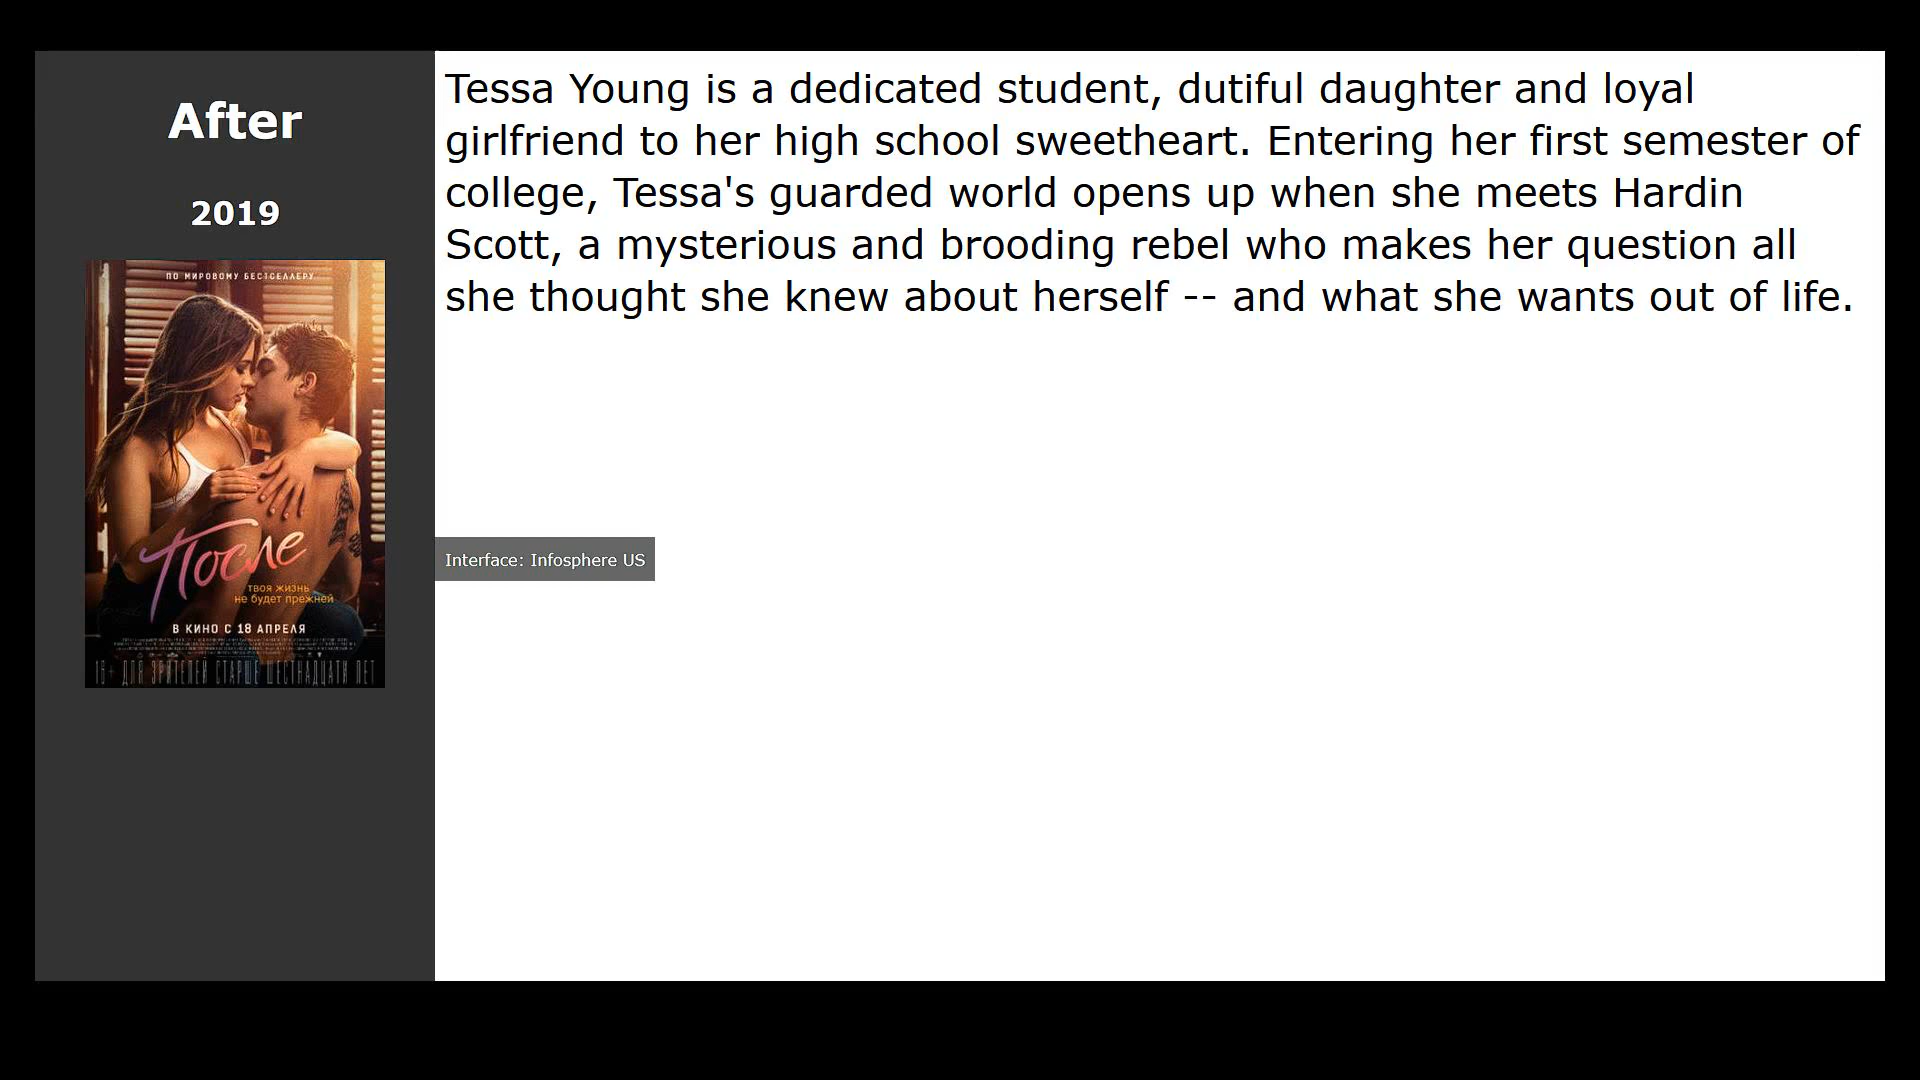 After
2019
ПО МИРОВОМУ БЕСТСЕЛЛЕРУ
После
ТВОЯ ЖИЗНЬ
не будет прежней
В КИНО С 18 АПРЕЛЯ
16+ ДЛЯ ЗРИТЕЛЕЙ СТАРШЕ ШЕСТНАДЦАТИ ЛЕТ
Tessa Young is a dedicated student, dutiful daughter and loyal
girlfriend to her high school sweetheart. Entering her first semester of
college, Tessa's guarded world opens up when she meets Hardin
Scott, a mysterious and brooding rebel who makes her question all
she thought she knew about herself -- and what she wants out of life.
Interface: Infosphere US